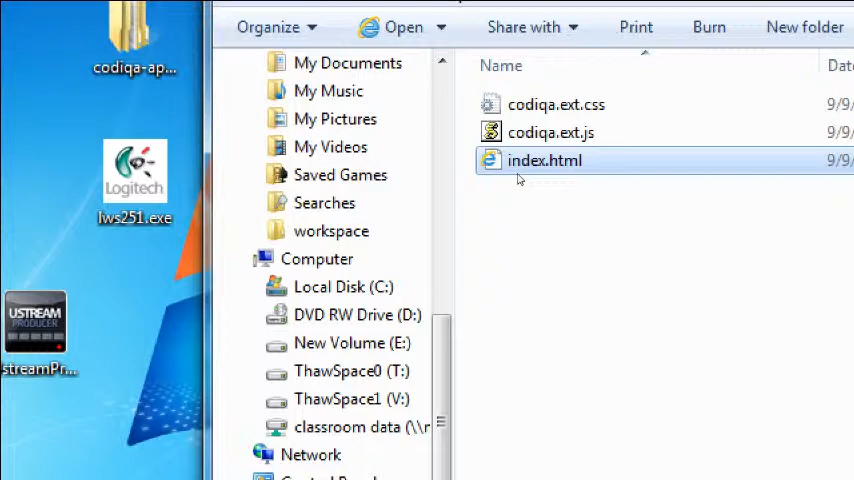 codiqa-ap...
Logitech
lws251.exe
USTREAM
PRODUCER
streamPr...
Organize
Open
Share with
Print
Burn
New folder
My Documents
My Music
My Pictures
My Videos
Saved Games
Searches
workspace
Computer
Local Disk (C:)
DVD RW Drive (D:)
New Volume (E:)
ThawSpace0 (T:)
ThawSpace1 (V:)
classroom data (\\
Network
Name
Date
codiqa.ext.css
9/9/
codiqa.ext.js
9/9/
index.html
9/9/